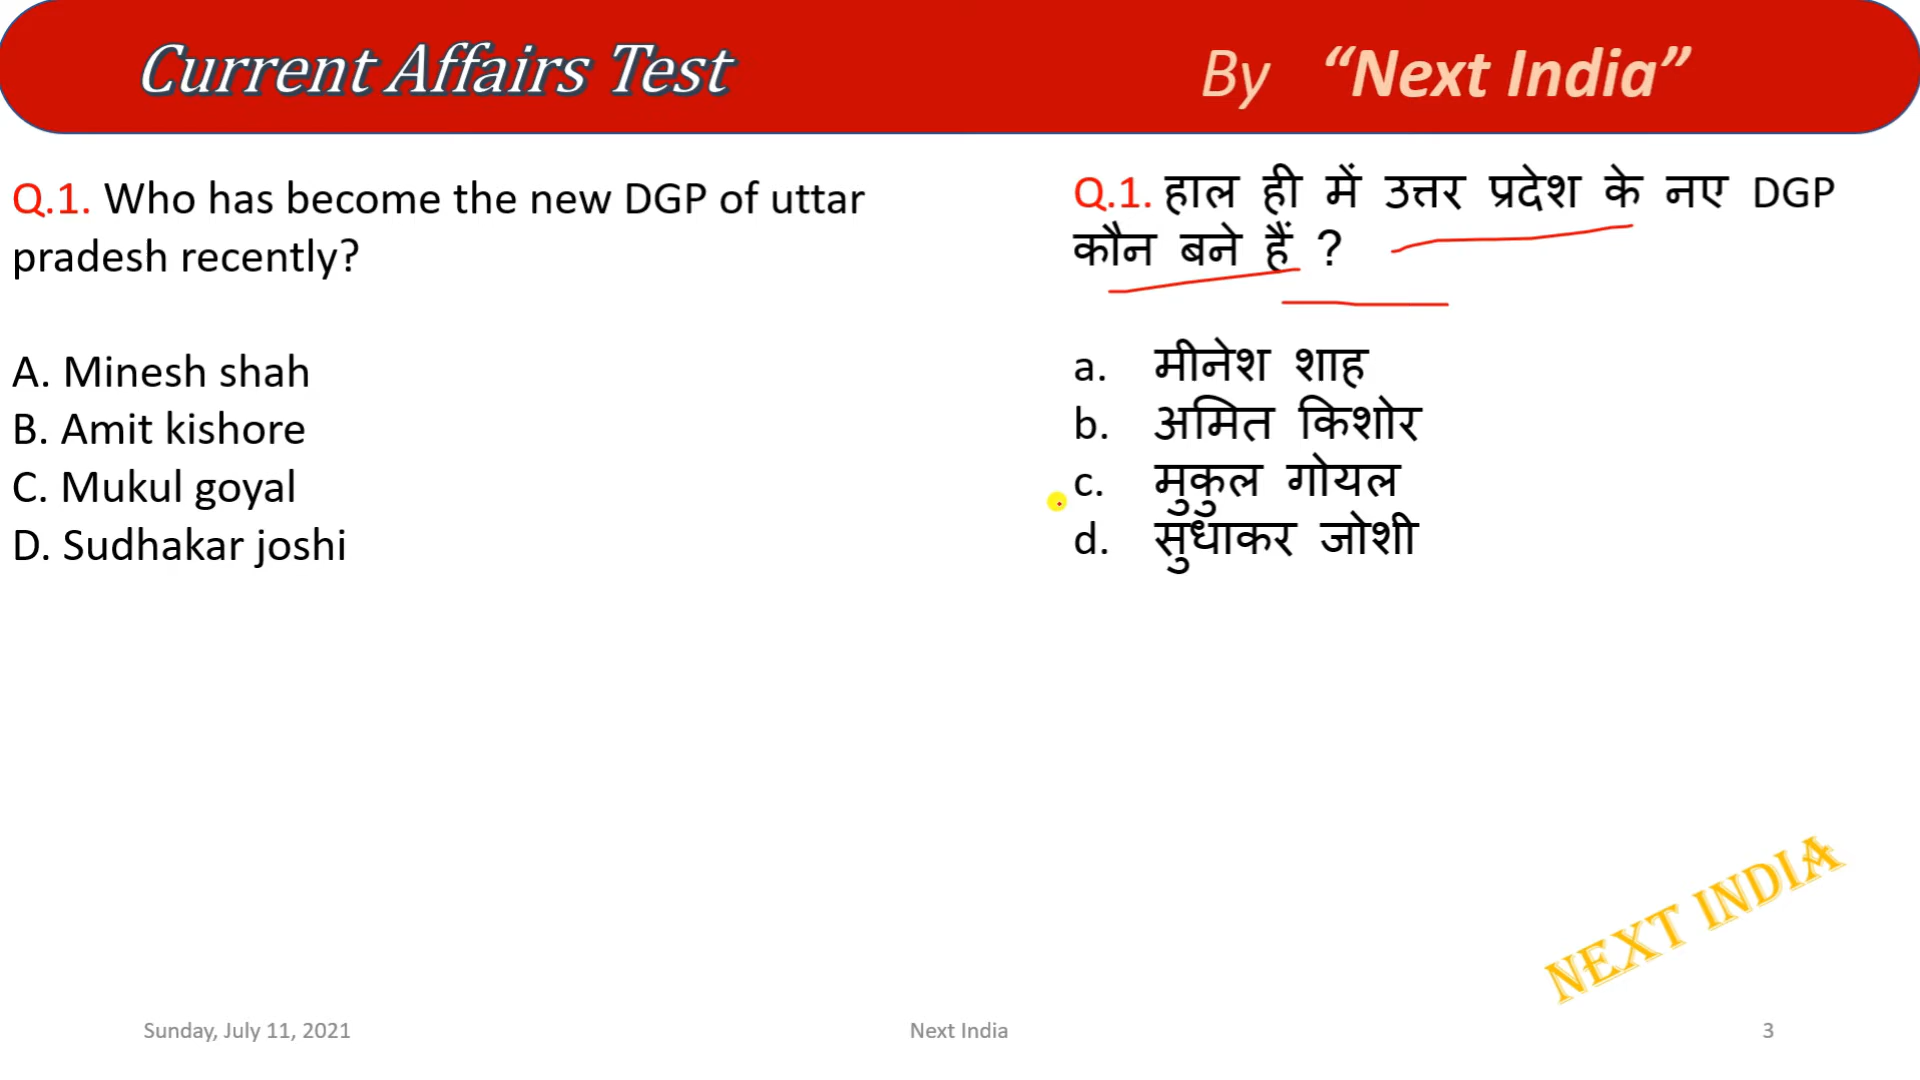 Current Affairs Test
By “Next India”
Q.1. Who has become the new DGP of uttar
pradesh recently?
A. Minesh shah
B. Amit kishore
C. Mukul goyal
D. Sudhakar joshi
Q.1. हाल ही में उत्तर प्रदेश के नए DGP
कौन बने हैं ?
a. मीनेश शाह
b. अमित किशोर
c. मुकुल गोयल
d. सुधाकर जोशी
NEXT INDIA
Sunday, July 11, 2021
Next India
3